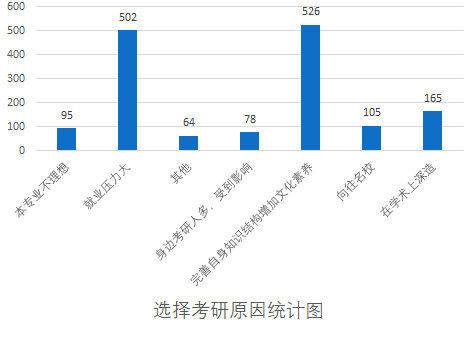 600
500
400
300
200
100
0
95
502
64
78
526
105
165
本专业不理想
就业压力大
其他
身边考研人多,受到影响
完善自身知识结构增加文化素养
向往名校
在学术上深造
选择考研原因统计图